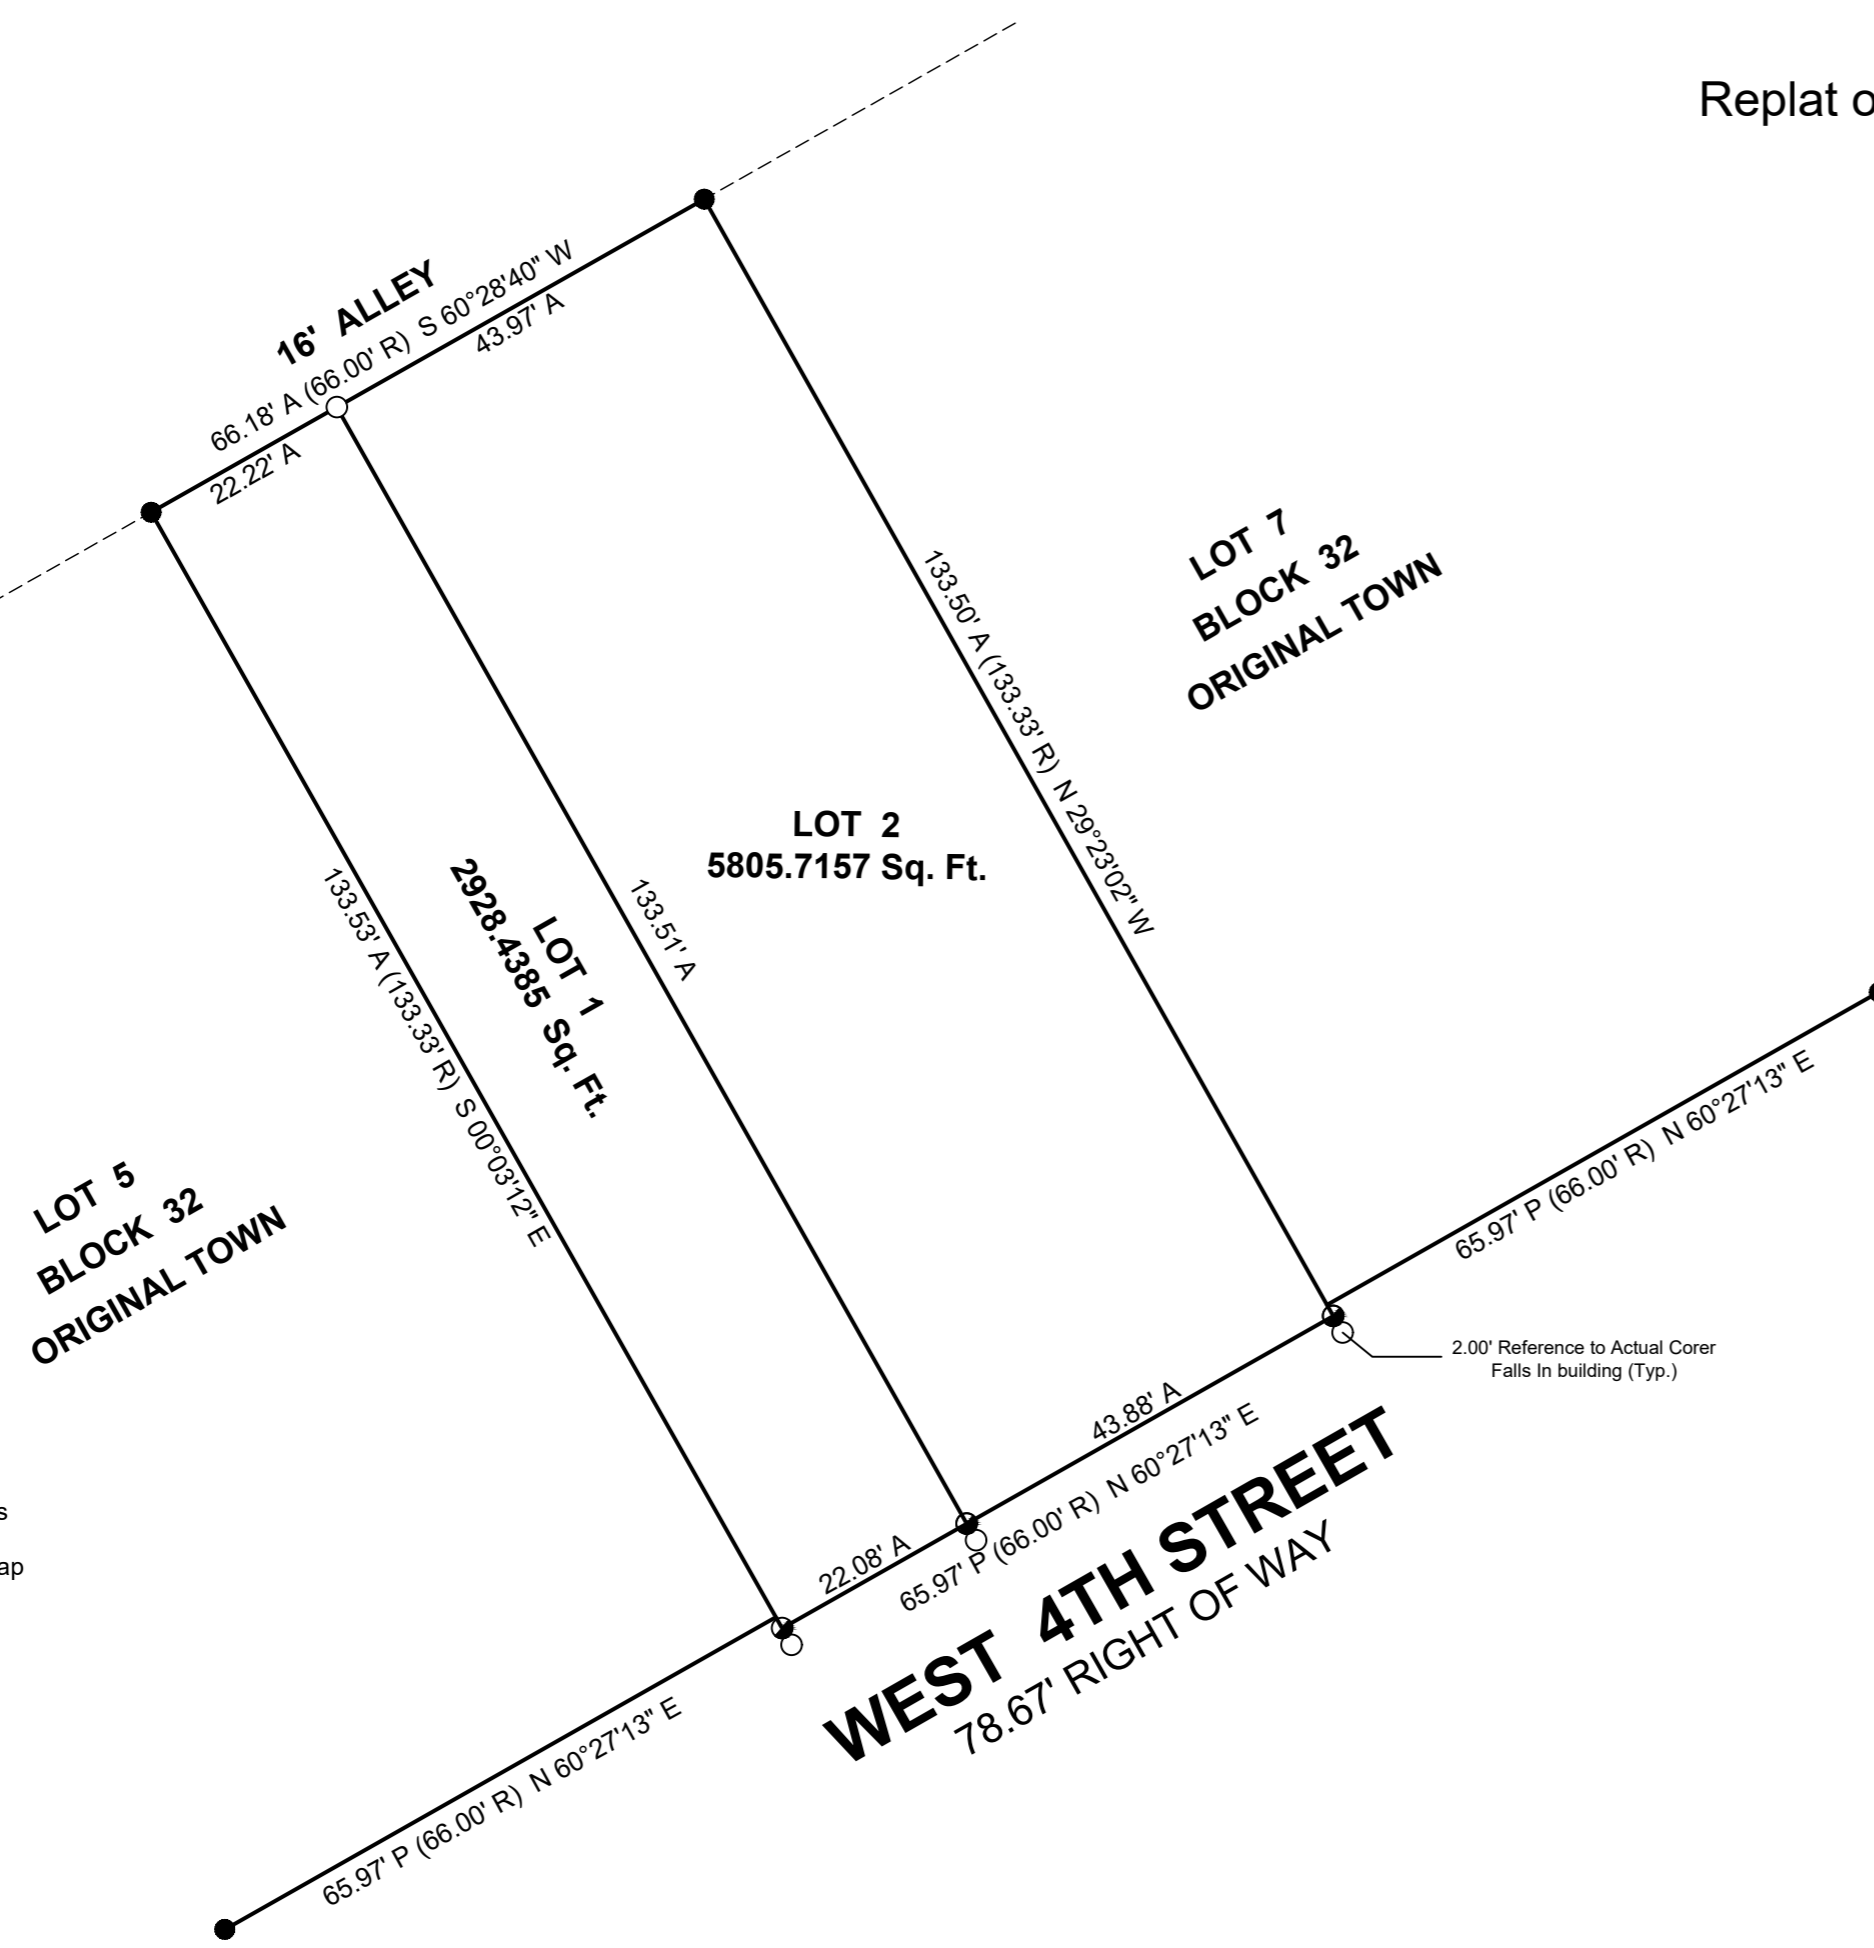 Replat o
16' ALLEY
66.18' A (66.00' R) S 60°28'40" W
43.97' A
22.22' A
LOT 7
BLOCK 32
ORIGINAL TOWN
133.50' A (133.33' R) N 29°23'02" W
LOT 2
5805.7157 Sq. Ft.
133.51' A
LOT 1
2928.4385 Sq. Ft.
133.53' A (133.33' R) S 00°03'12" E
LOT 5
BLOCK 32
ORIGINAL TOWN
65.97' P (66.00' R) N 60°27'13" E
2.00' Reference to Actual Corer
Falls In building (Typ.)
43.88' A
22.08' A
65.97' P (66.00' R) N 60°27'13" E
WEST 4TH STREET
78.67' RIGHT OF WAY
s
ap
65.97' P (66.00' R) N 60°27'13" E